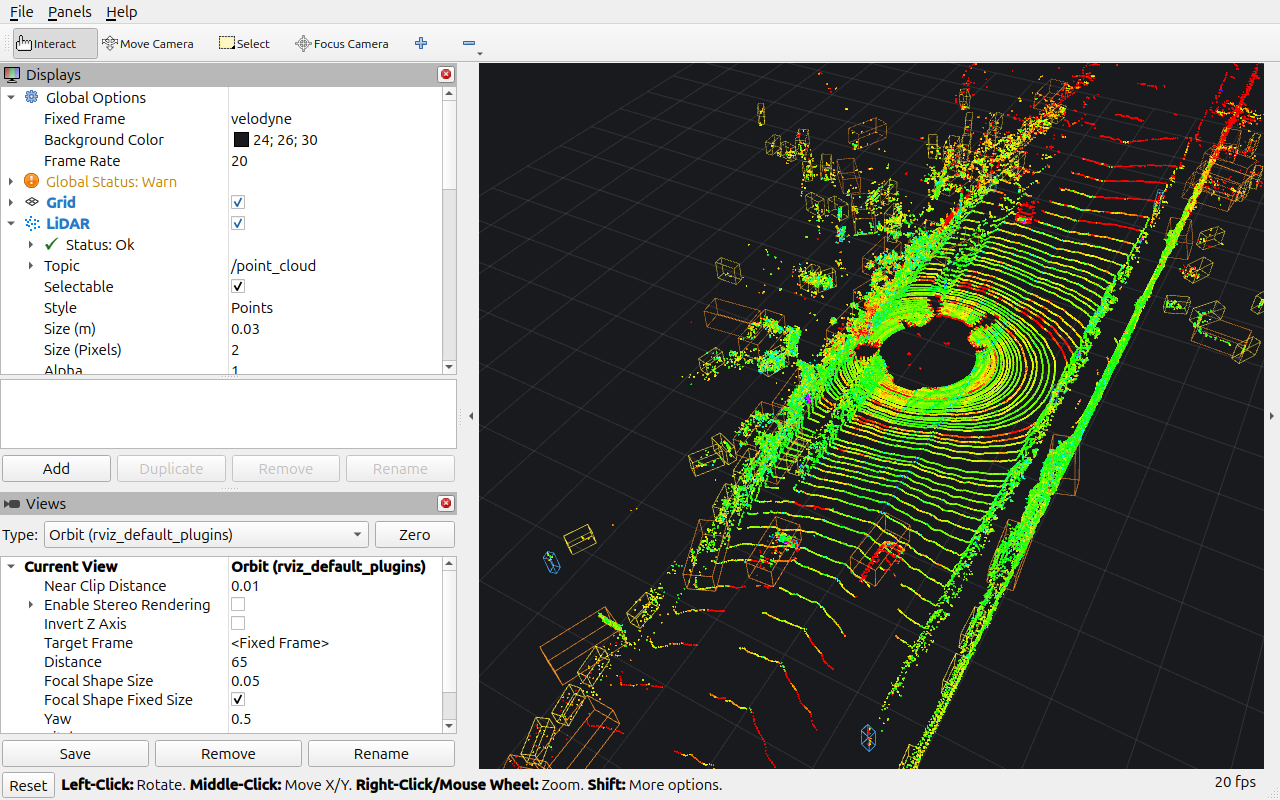 File Panels Help
Interact Move Camera Select Focus Camera
Displays
Global Options
Fixed Frame velodyne
Background Color 24; 26; 30
Frame Rate 20
Global Status: Warn
Grid
LiDAR
Status: Ok
Topic /point_cloud
Selectable
Style Points
Size (m) 0.03
Size (Pixels) 2
Alpha 1
Add Duplicate Remove Rename
Views
Type: Orbit (rviz_default_plugins) Zero
Current View Orbit (rviz_default_plugins)
Near Clip Distance 0.01
Enable Stereo Rendering
Invert Z Axis
Target Frame <Fixed Frame>
Distance 65
Focal Shape Size 0.05
Focal Shape Fixed Size
Yaw 0.5
Save Remove Rename
Reset Left-Click: Rotate. Middle-Click: Move X/Y. Right-Click/Mouse Wheel: Zoom. Shift: More options. 20 fps